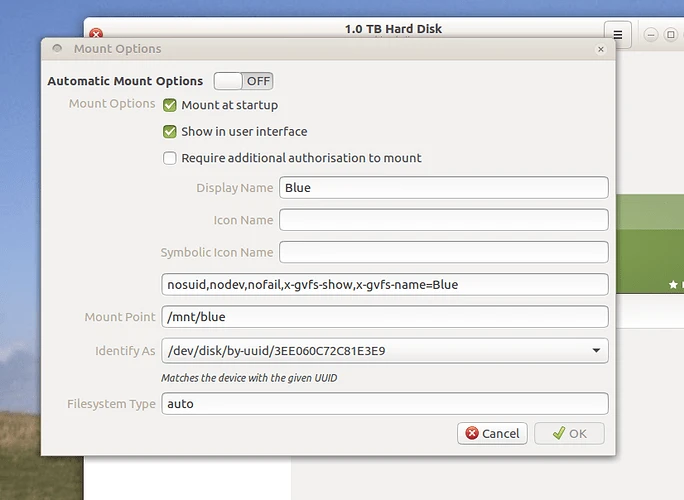 1.0 TB Hard Disk
Mount Options
Automatic Mount Options OFF
Mount Options Mount at startup
Show in user interface
Require additional authorisation to mount
Display Name Blue
Icon Name
Symbolic Icon Name
nosuid,nodev,nofail,x-gvfs-show,x-gvfs-name=Blue
Mount Point /mnt/blue
Identify As /dev/disk/by-uuid/3EE060C72C81E3E9
Matches the device with the given UUID
Filesystem Type auto
Cancel OK